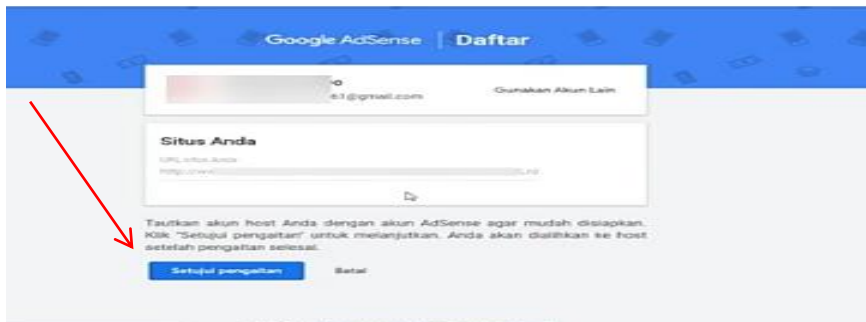 Google AdSense | Daftar
o
61@gmail.com
Gunakan Akun Lain
Situs Anda
URL situs Anda
Tautkan akun host Anda dengan akun AdSense agar mudah disiapkan.
Klik "Setujui pengaitan" untuk melanjutkan. Anda akan dialihkan ke host
setelah pengaitan selesai.
Setujui pengaitan
Batal